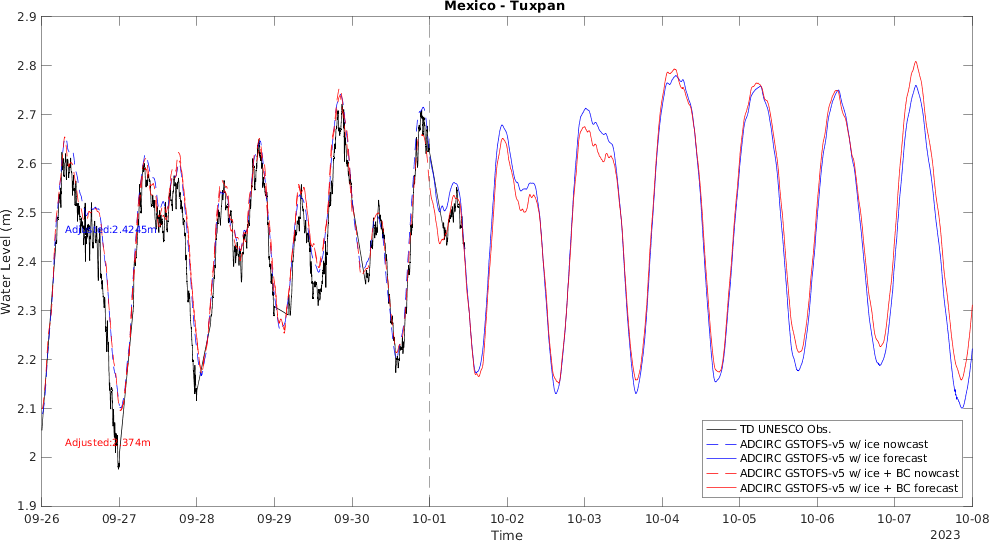 Mexico - Tuxpan
2.9
2.8
2.7
2.6
2.5
2.4
2.3
2.2
2.1
2
1.9
Water Level (m)
Adjusted:2.4245m
Adjusted:2.374m
TD UNESCO Obs.
ADCIRC GSTOFS-v5 w/ ice nowcast
ADCIRC GSTOFS-v5 w/ ice forecast
ADCIRC GSTOFS-v5 w/ ice + BC nowcast
ADCIRC GSTOFS-v5 w/ ice + BC forecast
09-26 09-27 09-28 09-29 09-30 10-01 10-02 10-03 10-04 10-05 10-06 10-07 10-08
Time
2023